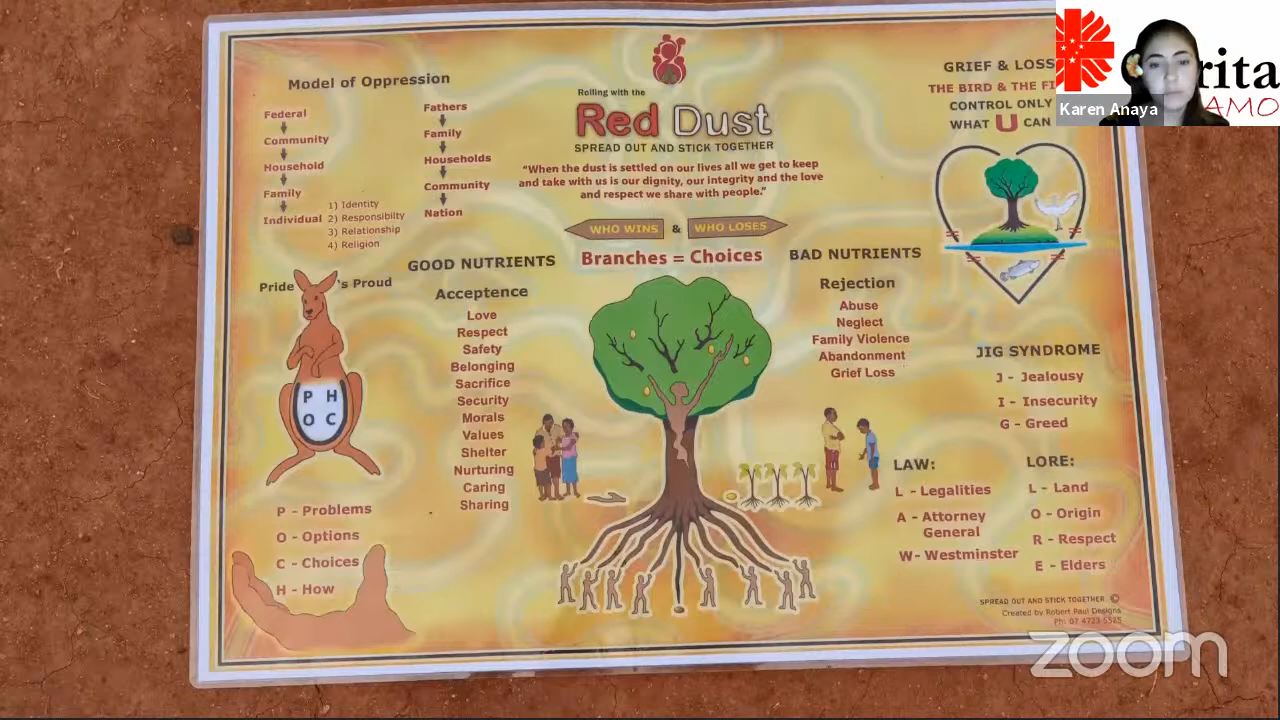 Model of Oppression
Federal
Community
Household
Family
Individual
1) Identity
2) Responsibilty
3) Relationship
4) Religion
Fathers
Family
Households
Community
Nation
Rolling with the
Red Dust
SPREAD OUT AND STICK TOGETHER
“When the dust is settled on our lives all we get to keep
and take with us is our dignity, our integrity and the love
and respect we share with people.”
WHO WINS & WHO LOSES
Branches = Choices
GRIEF & LOSS
THE BIRD & THE
CONTROL ONLY
WHAT U CAN
Karen Anaya
rita
AMO
Pride 's Proud
P H
O C
P - Problems
O - Options
C - Choices
H - How
GOOD NUTRIENTS
Acceptence
Love
Respect
Safety
Belonging
Sacrifice
Security
Morals
Values
Shelter
Nurturing
Caring
Sharing
BAD NUTRIENTS
Rejection
Abuse
Neglect
Family Violence
Abandonment
Grief Loss
JIG SYNDROME
J - Jealousy
I - Insecurity
G - Greed
LAW:
L - Legalities
A - Attorney
General
W- Westminster
LORE:
L - Land
O - Origin
R - Respect
E - Elders
SPREAD OUT AND STICK TOGETHER ©
Created by Robert Paul Designs
Ph: 07 4723 5525
zoom